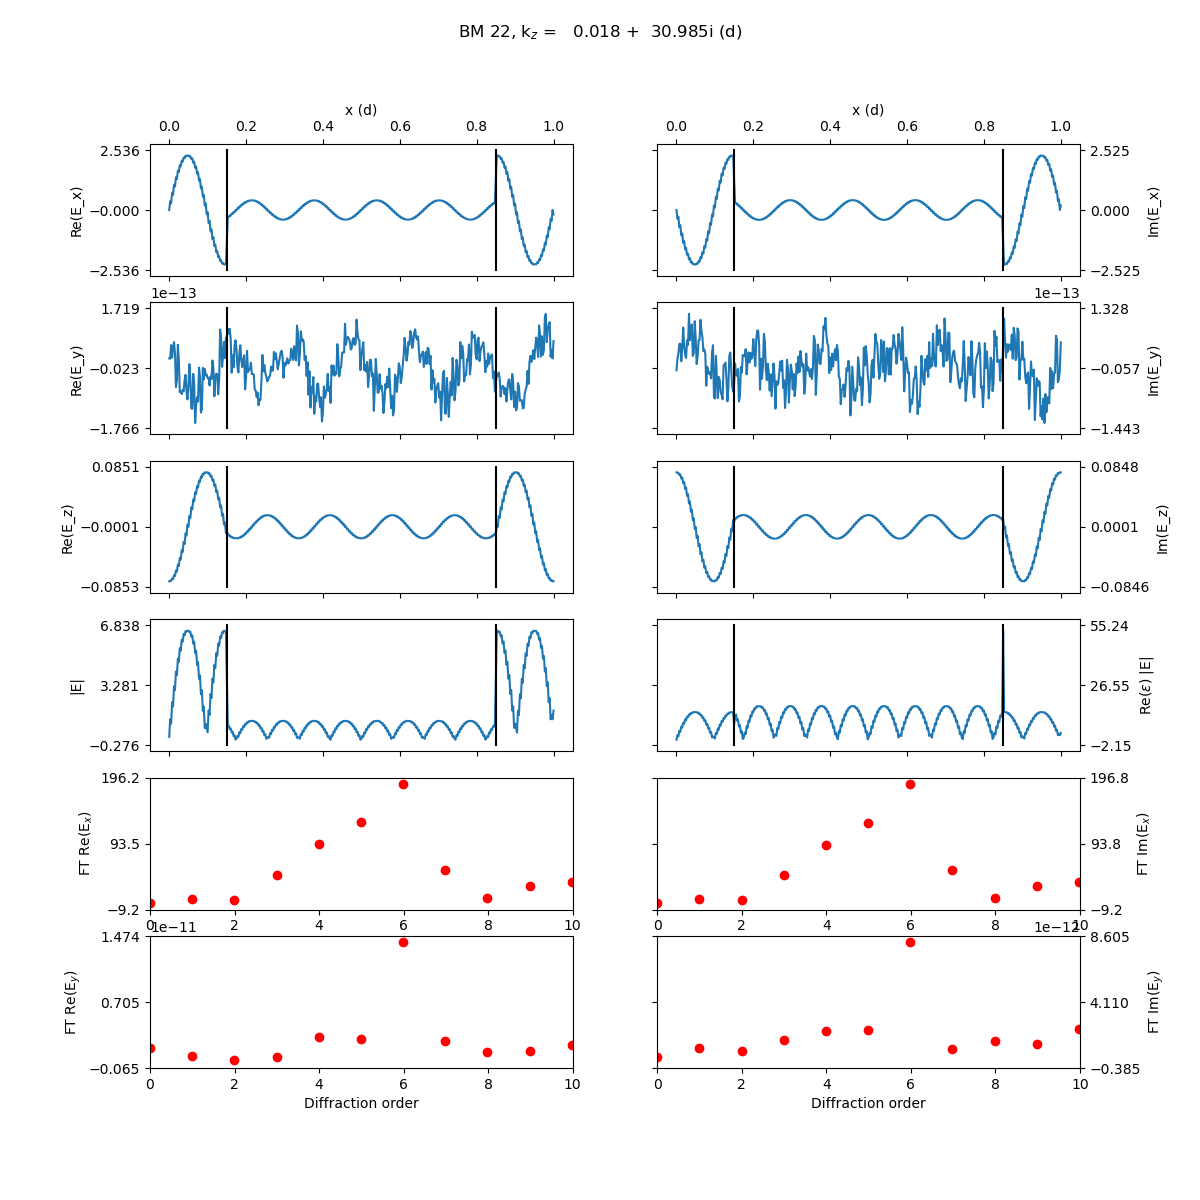 BM 22, k_z =   0.018 +  30.985i (d)
x (d)
x (d)
0.0 0.2 0.4 0.6 0.8 1.0
0.0 0.2 0.4 0.6 0.8 1.0
Re(E_x)
2.536
−0.000
−2.536
2.525
0.000
−2.525
Im(E_x)
1e−13
1e−13
Re(E_y)
1.719
−0.023
−1.766
1.328
−0.057
−1.443
Im(E_y)
Re(E_z)
0.0851
−0.0001
−0.0853
0.0848
0.0001
−0.0846
Im(E_z)
|E|
6.838
3.281
−0.276
55.24
26.55
−2.15
Re(ε) |E|
FT Re(E_x)
196.2
93.5
−9.2
196.8
93.8
−9.2
FT Im(E_x)
0 2 4 6 8 10
0 2 4 6 8 10
1e−11
1e−12
FT Re(E_y)
1.474
0.705
−0.065
8.605
4.110
−0.385
FT Im(E_y)
0 2 4 6 8 10
0 2 4 6 8 10
Diffraction order
Diffraction order